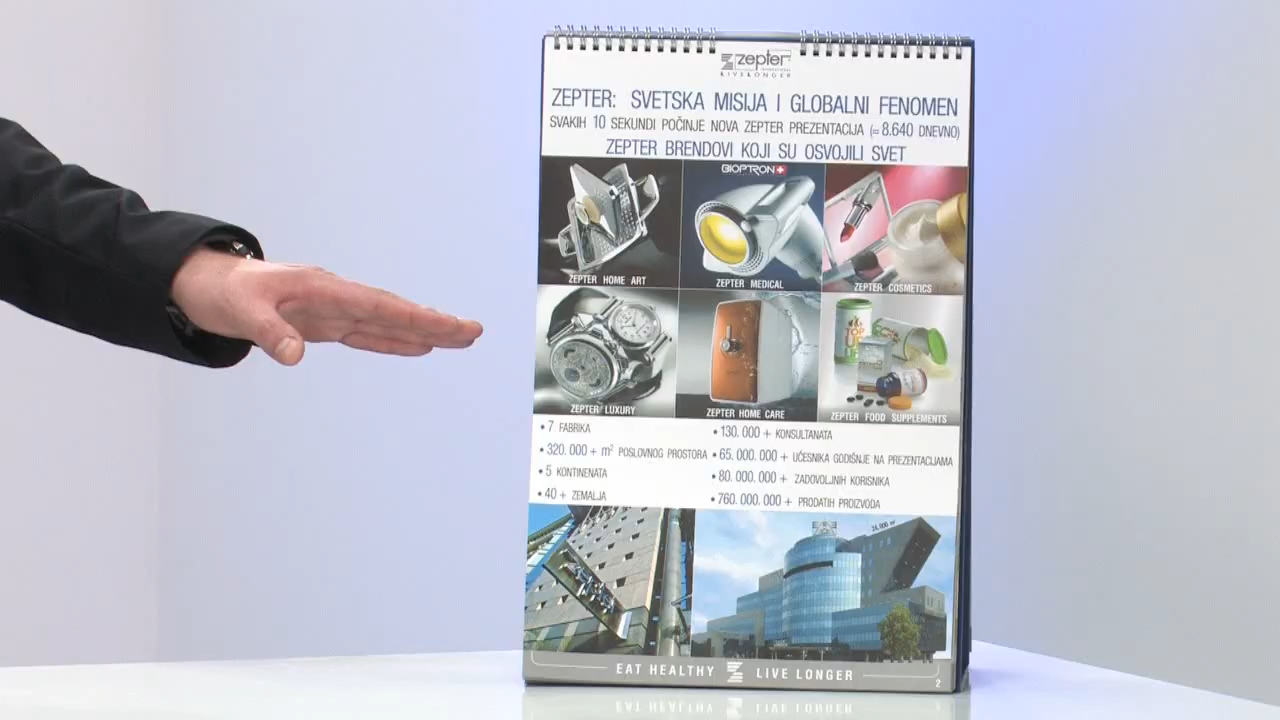 zepter
INTERNATIONAL
LIVE LONGER
ZEPTER: SVETSKA MISIJA I GLOBALNI FENOMEN
SVAKIH 10 SEKUNDI POČINJE NOVA ZEPTER PREZENTACIJA (≈ 8.640 DNEVNO)
ZEPTER BRENDOVI KOJI SU OSVOJILI SVET
BIOPTRON
ZEPTER HOME ART
ZEPTER MEDICAL
ZEPTER COSMETICS
ZEPTER LUXURY
ZEPTER HOME CARE
ZEPTER FOOD SUPPLEMENTS
• 7 FABRIKA
• 320.000 + m² POSLOVNOG PROSTORA
• 5 KONTINENATA
• 40 + ZEMALJA
• 130.000 + KONSULTANATA
• 65.000.000 + UČESNIKA GODIŠNJE NA PREZENTACIJAMA
• 80.000.000 + ZADOVOLJNIH KORISNIKA
• 760.000.000 + PRODATIH PROIZVODA
EAT HEALTHY LIVE LONGER
2